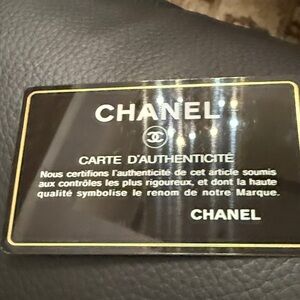 CHANEL
CARTE D'AUTHENTICITÉ
Nous certifions l'authenticité de cet article soumis
aux contrôles les plus rigoureux, et dont la haute
qualité symbolise le renom de notre Marque.
CHANEL